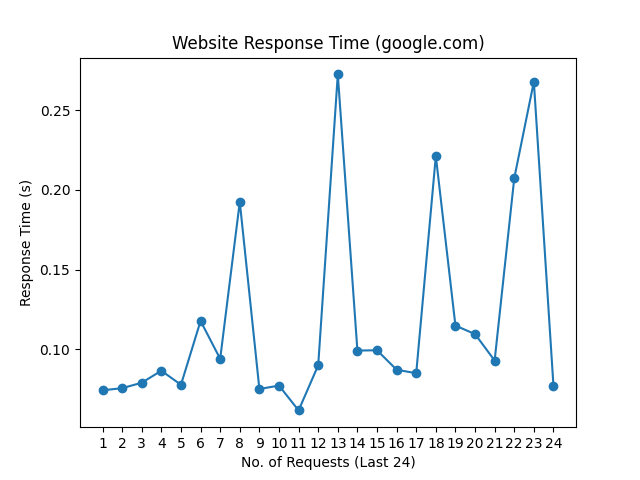 Website Response Time (google.com)
Response Time (s)
0.25
0.20
0.15
0.10
1 2 3 4 5 6 7 8 9 10 11 12 13 14 15 16 17 18 19 20 21 22 23 24
No. of Requests (Last 24)